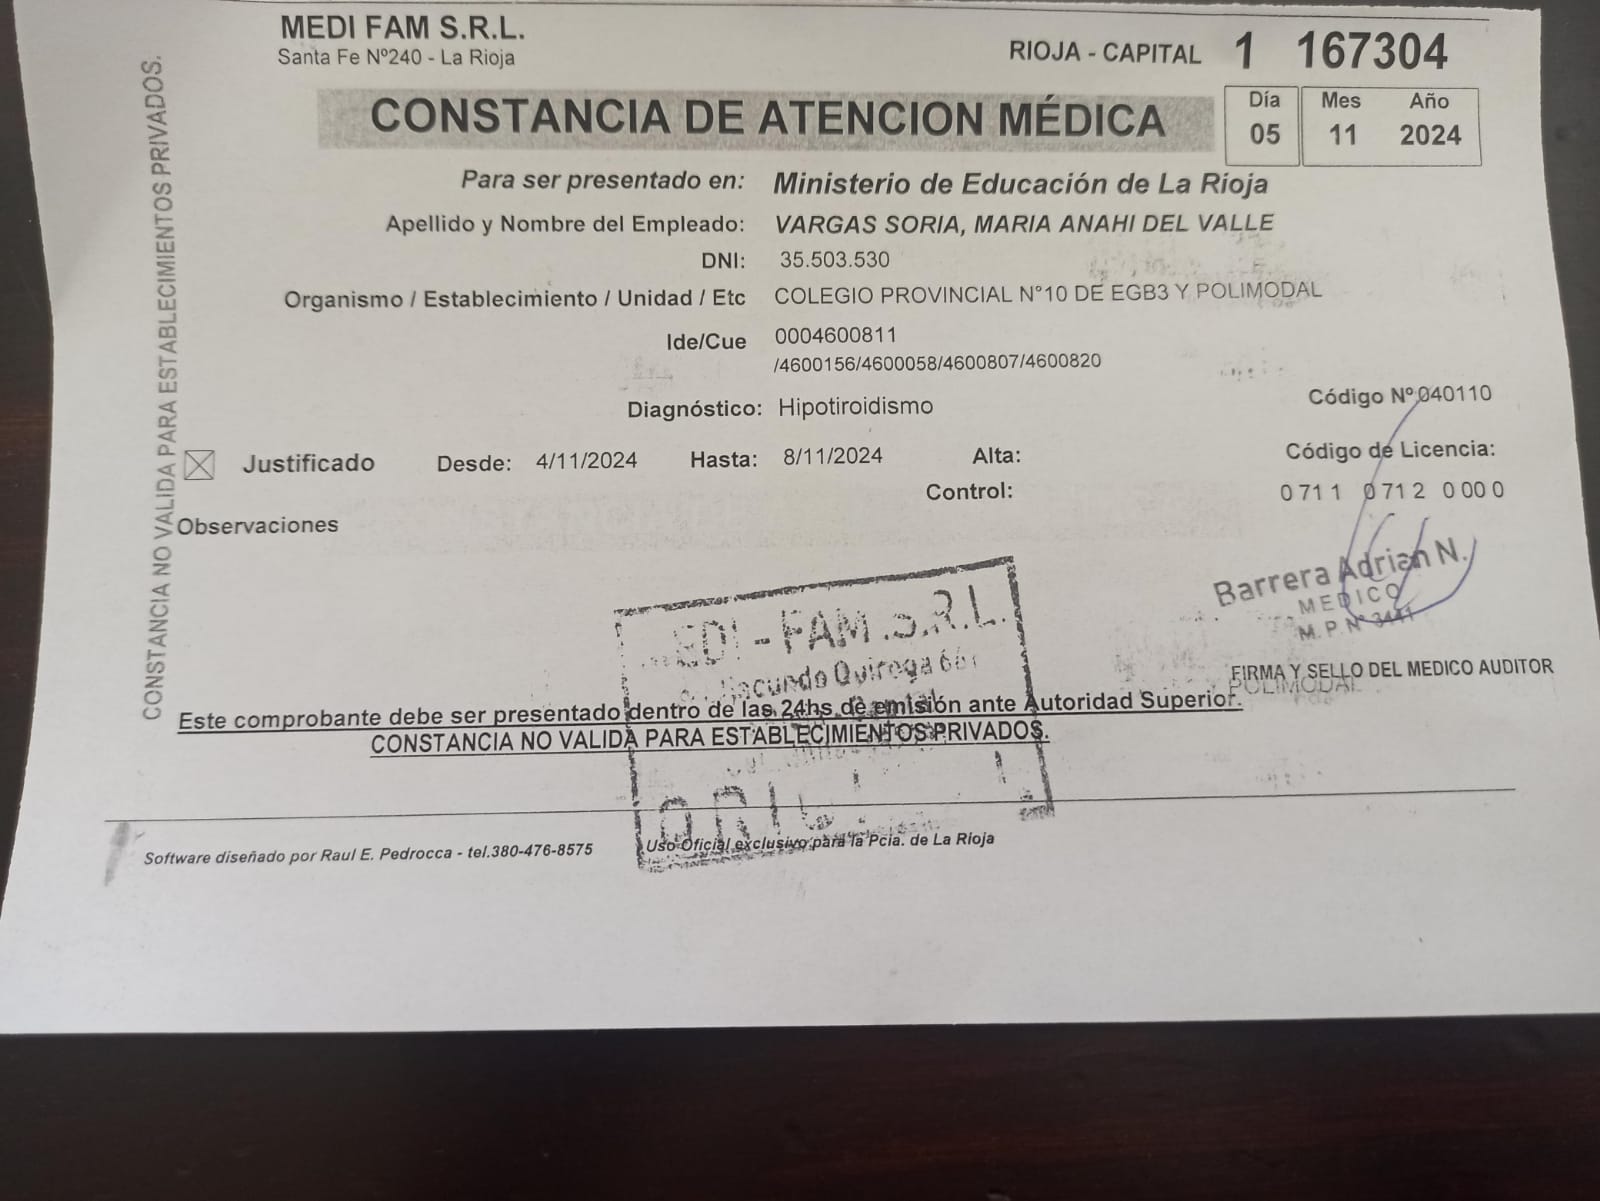 MEDI FAM S.R.L.
Santa Fe Nº240 - La Rioja
RIOJA - CAPITAL 1 167304
CONSTANCIA DE ATENCION MÉDICA
Día Mes Año
05 11 2024
Para ser presentado en: Ministerio de Educación de La Rioja
Apellido y Nombre del Empleado: VARGAS SORIA, MARIA ANAHI DEL VALLE
DNI: 35.503.530
Organismo / Establecimiento / Unidad / Etc COLEGIO PROVINCIAL N°10 DE EGB3 Y POLIMODAL
Ide/Cue 0004600811
/4600156/4600058/4600807/4600820
Diagnóstico: Hipotiroidismo
Código Nº 040110
Justificado Desde: 4/11/2024 Hasta: 8/11/2024 Alta:
Código de Licencia:
Control:
0711 0712 0000
Observaciones
Barrera Adrian N.
MEDICO
M.P.N° 3441
FIRMA Y SELLO DEL MEDICO AUDITOR
POLIMODAL
EDI - FAM S.R.L.
Quiroga
Este comprobante debe ser presentado dentro de las 24hs de emisión ante Autoridad Superior.
CONSTANCIA NO VALIDA PARA ESTABLECIMIENTOS PRIVADOS.
Software diseñado por Raul E. Pedrocca - tel.380-476-8575
Uso Oficial exclusivo para la Pcia. de La Rioja
CONSTANCIA NO VALIDA PARA ESTABLECIMIENTOS PRIVADOS.